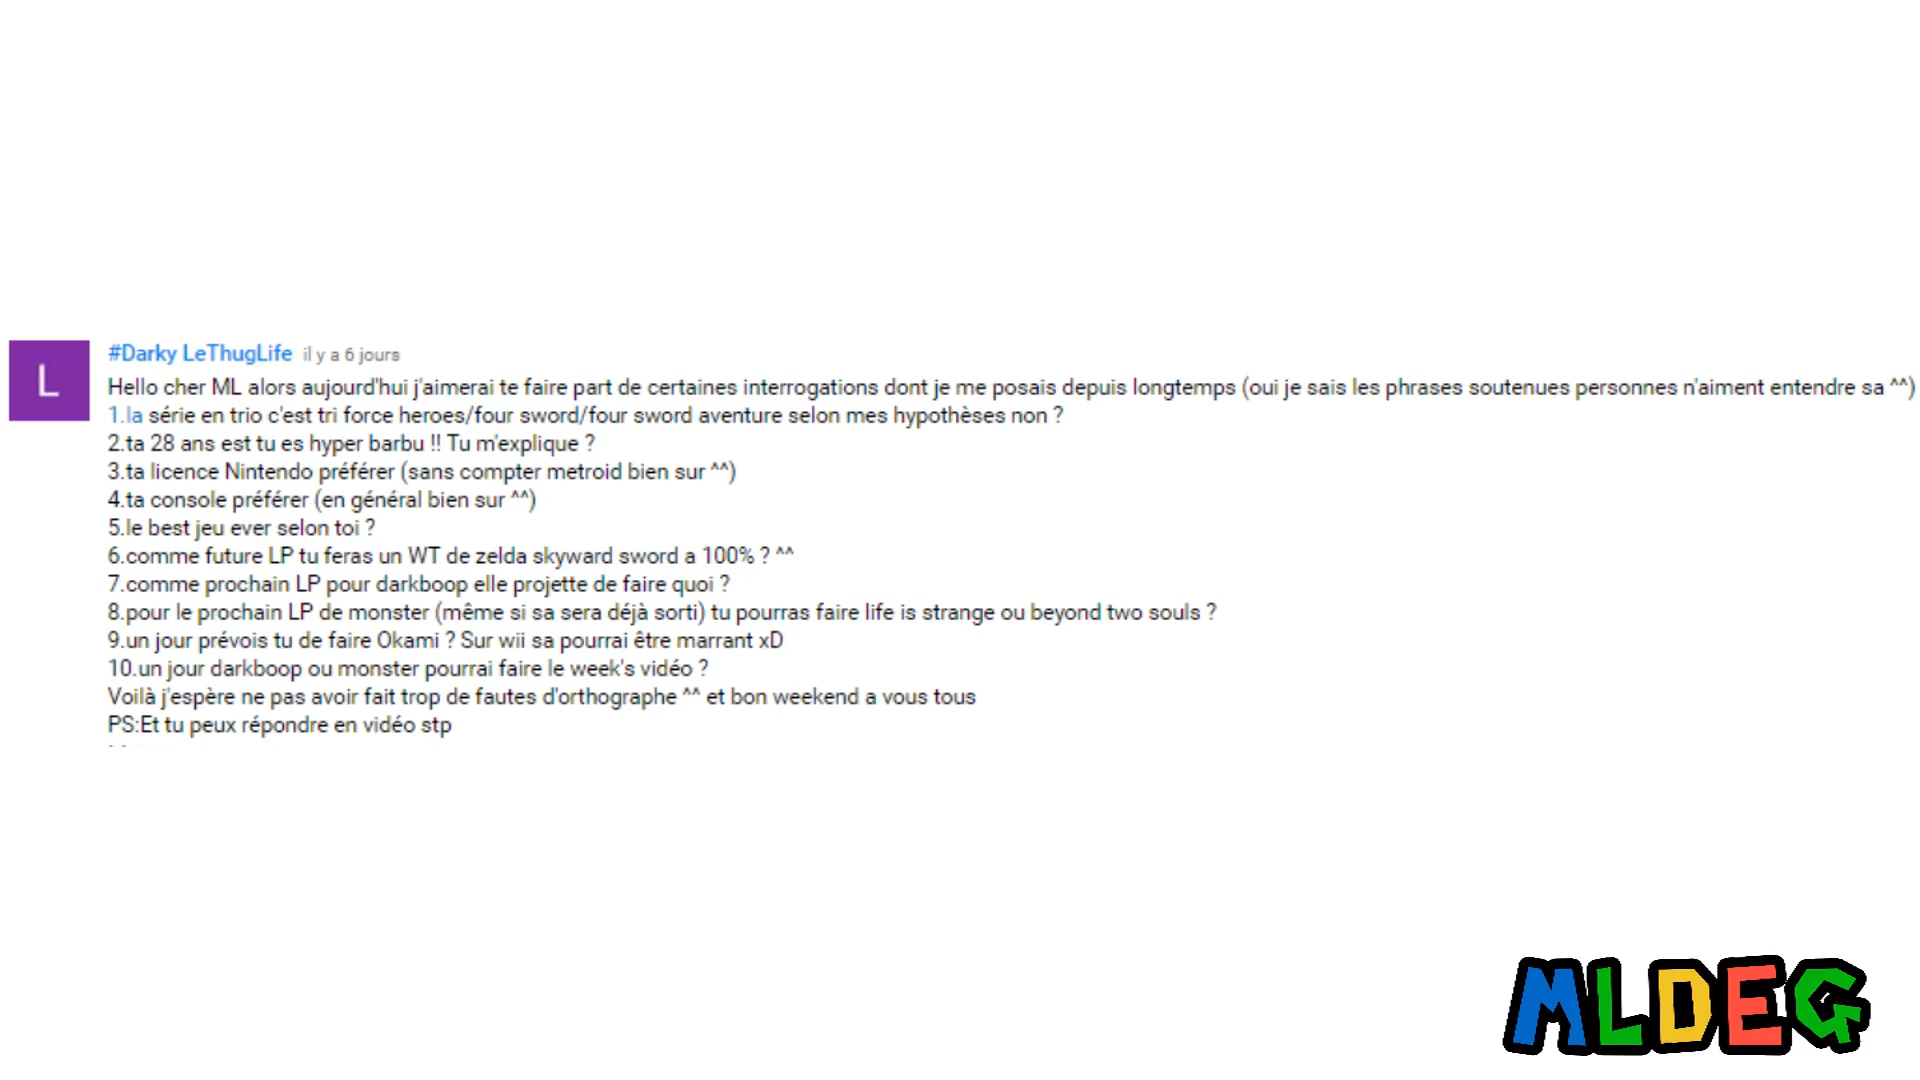 L
#Darky LeThugLife il y a 6 jours
Hello cher ML alors aujourd'hui j'aimerai te faire part de certaines interrogations dont je me posais depuis longtemps (oui je sais les phrases soutenues personnes n'aiment entendre sa ^^)
1.la série en trio c'est tri force heroes/four sword/four sword aventure selon mes hypothèses non ?
2.ta 28 ans est tu es hyper barbu !! Tu m'explique ?
3.ta licence Nintendo préférer (sans compter metroid bien sur ^^)
4.ta console préférer (en général bien sur ^^)
5.le best jeu ever selon toi ?
6.comme future LP tu feras un WT de zelda skyward sword a 100% ? ^^
7.comme prochain LP pour darkboop elle projette de faire quoi ?
8.pour le prochain LP de monster (même si sa sera déjà sorti) tu pourras faire life is strange ou beyond two souls ?
9.un jour prévois tu de faire Okami ? Sur wii sa pourrai être marrant xD
10.un jour darkboop ou monster pourrai faire le week's vidéo ?
Voilà j'espère ne pas avoir fait trop de fautes d'orthographe ^^ et bon weekend a vous tous
PS:Et tu peux répondre en vidéo stp
MLDEG